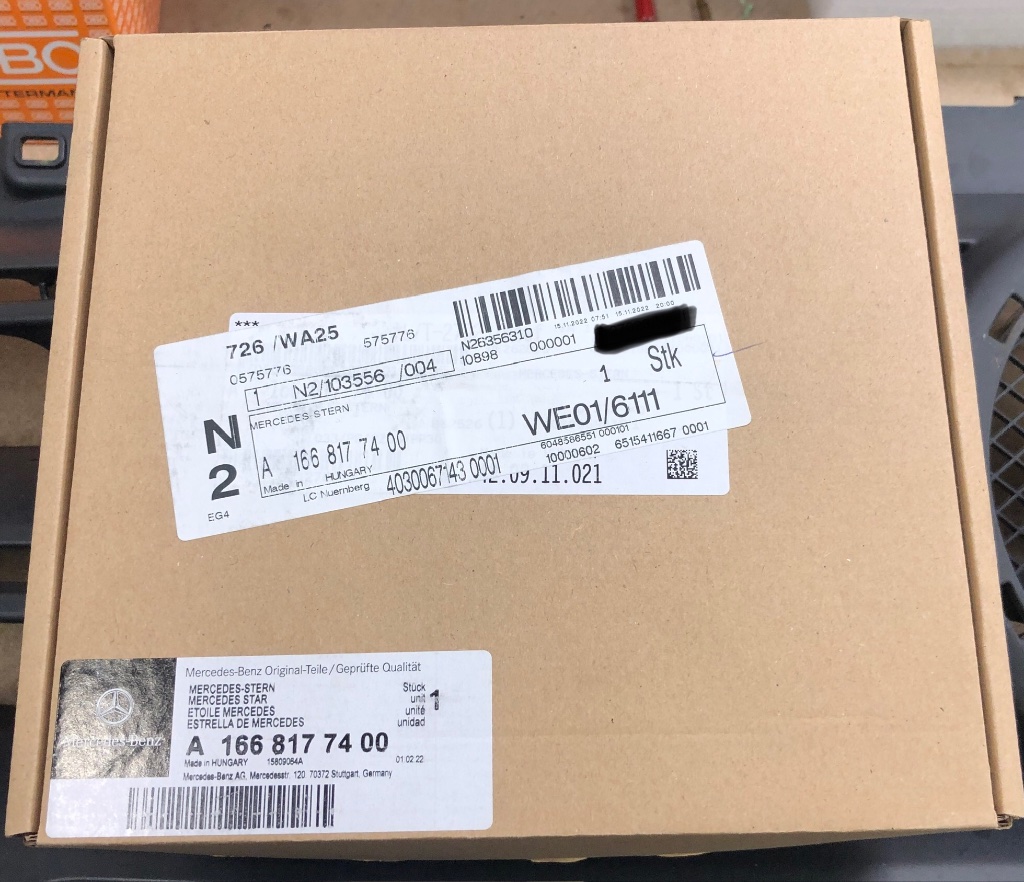 BO
TERMAN
***
726 /WA25 575776
0575776
N26356310
15.11.2022 07:51 15.11.2022 20:00
10898 000001
1 N2/103556 /004
1 Stk
N
2
MERCEDES-STERN
WE01/6111
A 166 817 74 00
6048586551 000101
Made in HUNGARY
10000602 6515411667 0001
LC Nuernberg 4030067143 0001
.09.11.021
EG4
Mercedes-Benz Original-Teile/Geprüfte Qualität
MERCEDES-STERN Stück
MERCEDES STAR unit 1
ETOILE MERCEDES unité
ESTRELLA DE MERCEDES unidad
Mercedes-Benz
A 166 817 74 00
Made in HUNGARY 15809064A 01.02.22
Mercedes-Benz AG, Mercedesstr. 120 70372 Stuttgart, Germany